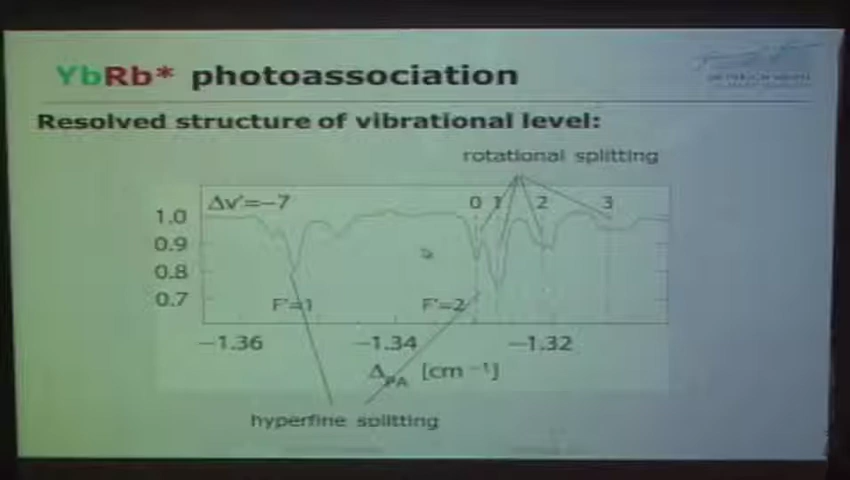 YbRb* photoassociation
Resolved structure of vibrational level:
rotational splitting
Δv'=−7
0 1 2 3
1.0
0.9
0.8
0.7
F'=1
F'=2
−1.36
−1.34
−1.32
Δ_PA [cm⁻¹]
hyperfine splitting